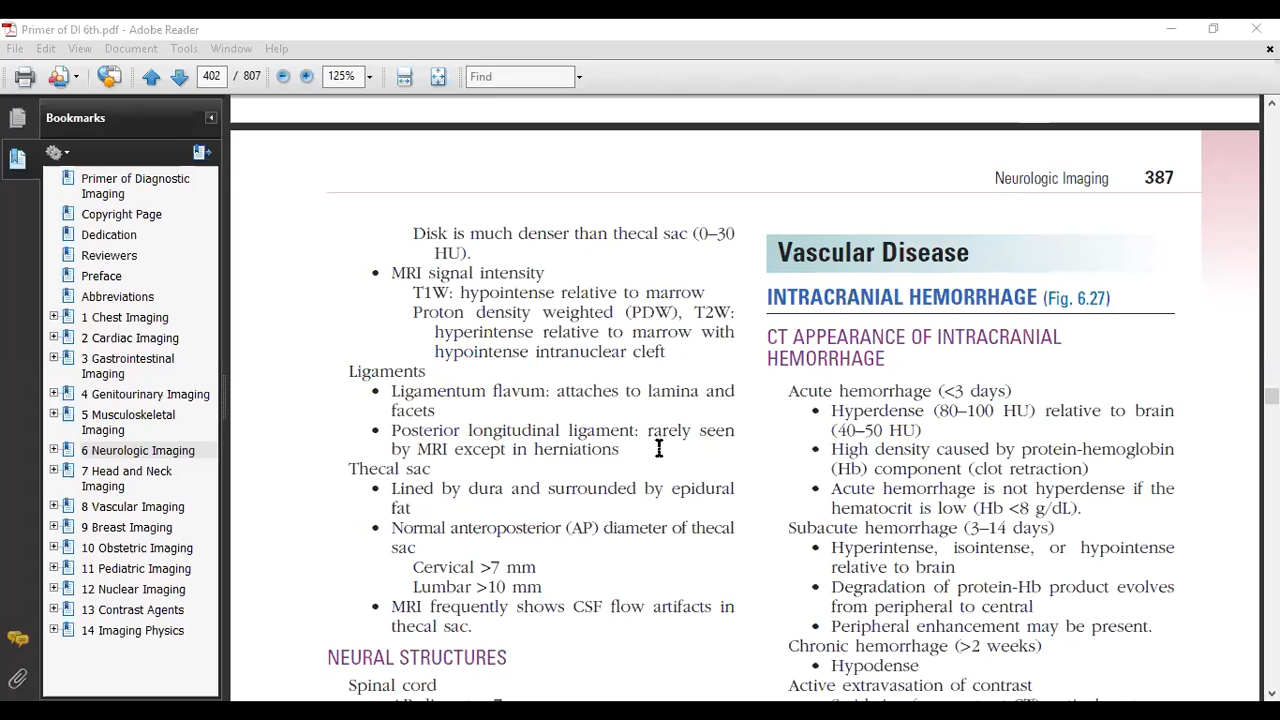 Primer of DI 6th.pdf - Adobe Reader
File Edit View Document Tools Window Help
402 / 807 125% Find
Bookmarks
Primer of Diagnostic
Imaging
Copyright Page
Dedication
Reviewers
Preface
Abbreviations
1 Chest Imaging
2 Cardiac Imaging
3 Gastrointestinal
Imaging
4 Genitourinary Imaging
5 Musculoskeletal
Imaging
6 Neurologic Imaging
7 Head and Neck
Imaging
8 Vascular Imaging
9 Breast Imaging
10 Obstetric Imaging
11 Pediatric Imaging
12 Nuclear Imaging
13 Contrast Agents
14 Imaging Physics
Neurologic Imaging 387
Disk is much denser than thecal sac (0–30
HU).
• MRI signal intensity
T1W: hypointense relative to marrow
Proton density weighted (PDW), T2W:
hyperintense relative to marrow with
hypointense intranuclear cleft
Ligaments
• Ligamentum flavum: attaches to lamina and
facets
• Posterior longitudinal ligament: rarely seen
by MRI except in herniations
Thecal sac
• Lined by dura and surrounded by epidural
fat
• Normal anteroposterior (AP) diameter of thecal
sac
Cervical >7 mm
Lumbar >10 mm
• MRI frequently shows CSF flow artifacts in
thecal sac.
NEURAL STRUCTURES
Spinal cord
Vascular Disease
INTRACRANIAL HEMORRHAGE (Fig. 6.27)
CT APPEARANCE OF INTRACRANIAL
HEMORRHAGE
Acute hemorrhage (<3 days)
• Hyperdense (80–100 HU) relative to brain
(40–50 HU)
• High density caused by protein-hemoglobin
(Hb) component (clot retraction)
• Acute hemorrhage is not hyperdense if the
hematocrit is low (Hb <8 g/dL).
Subacute hemorrhage (3–14 days)
• Hyperintense, isointense, or hypointense
relative to brain
• Degradation of protein-Hb product evolves
from peripheral to central
• Peripheral enhancement may be present.
Chronic hemorrhage (>2 weeks)
• Hypodense
Active extravasation of contrast